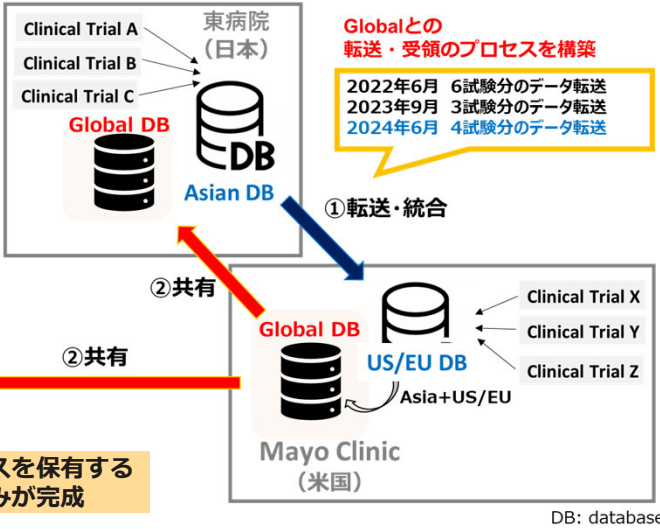 東病院
（日本）
Clinical Trial A
Clinical Trial B
Clinical Trial C
Global DB
DB
Asian DB
Globalとの
転送・受領のプロセスを構築
2022年6月 6試験分のデータ転送
2023年9月 3試験分のデータ転送
2024年6月 4試験分のデータ転送
①転送・統合
②共有
②共有
Global DB
US/EU DB
Asia+US/EU
Clinical Trial X
Clinical Trial Y
Clinical Trial Z
Mayo Clinic
（米国）
スを保有する
みが完成
DB: database